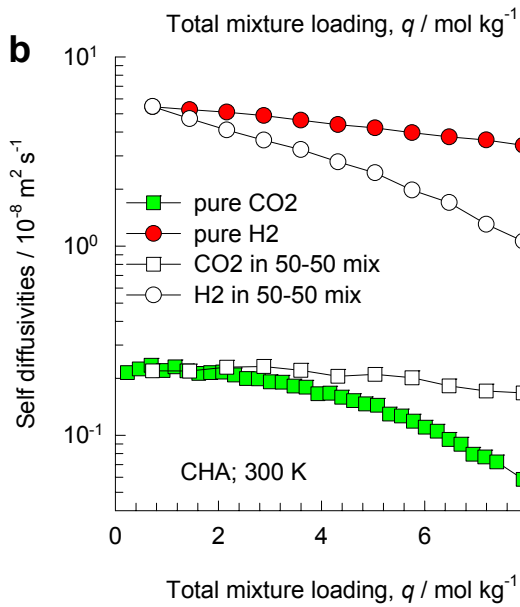 Total mixture loading, q / mol kg⁻¹
b
10¹
Self diffusivities / 10⁻⁸ m² s⁻¹
pure CO2
pure H2
10⁰
CO2 in 50-50 mix
H2 in 50-50 mix
10⁻¹
CHA; 300 K
0 2 4 6
Total mixture loading, q / mol kg⁻¹